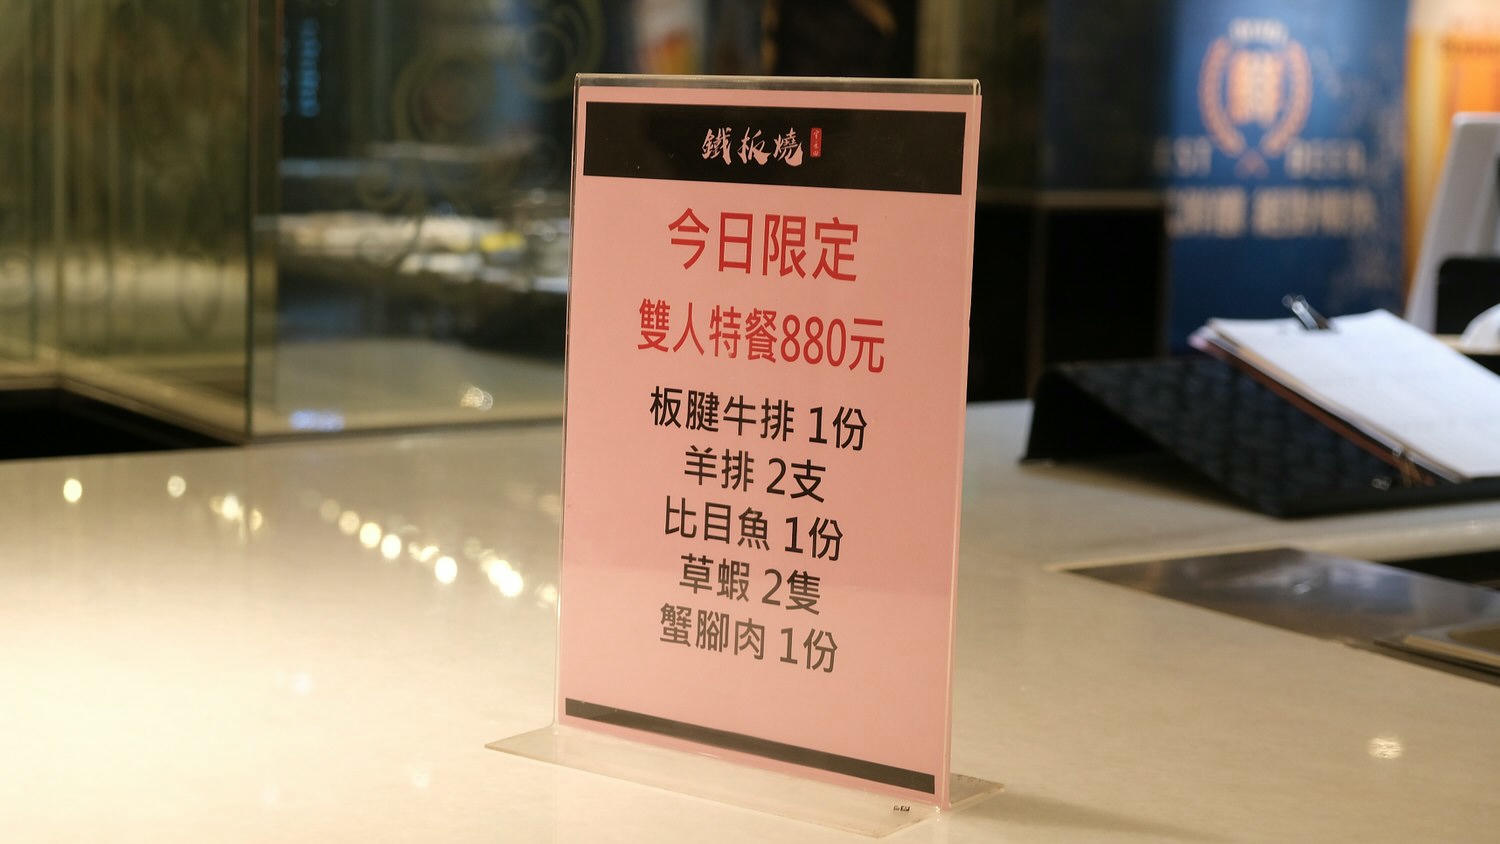 鐵板燒
今日限定
雙人特餐880元
板腱牛排 1份
羊排 2支
比目魚 1份
草蝦 2隻
蟹腳肉 1份